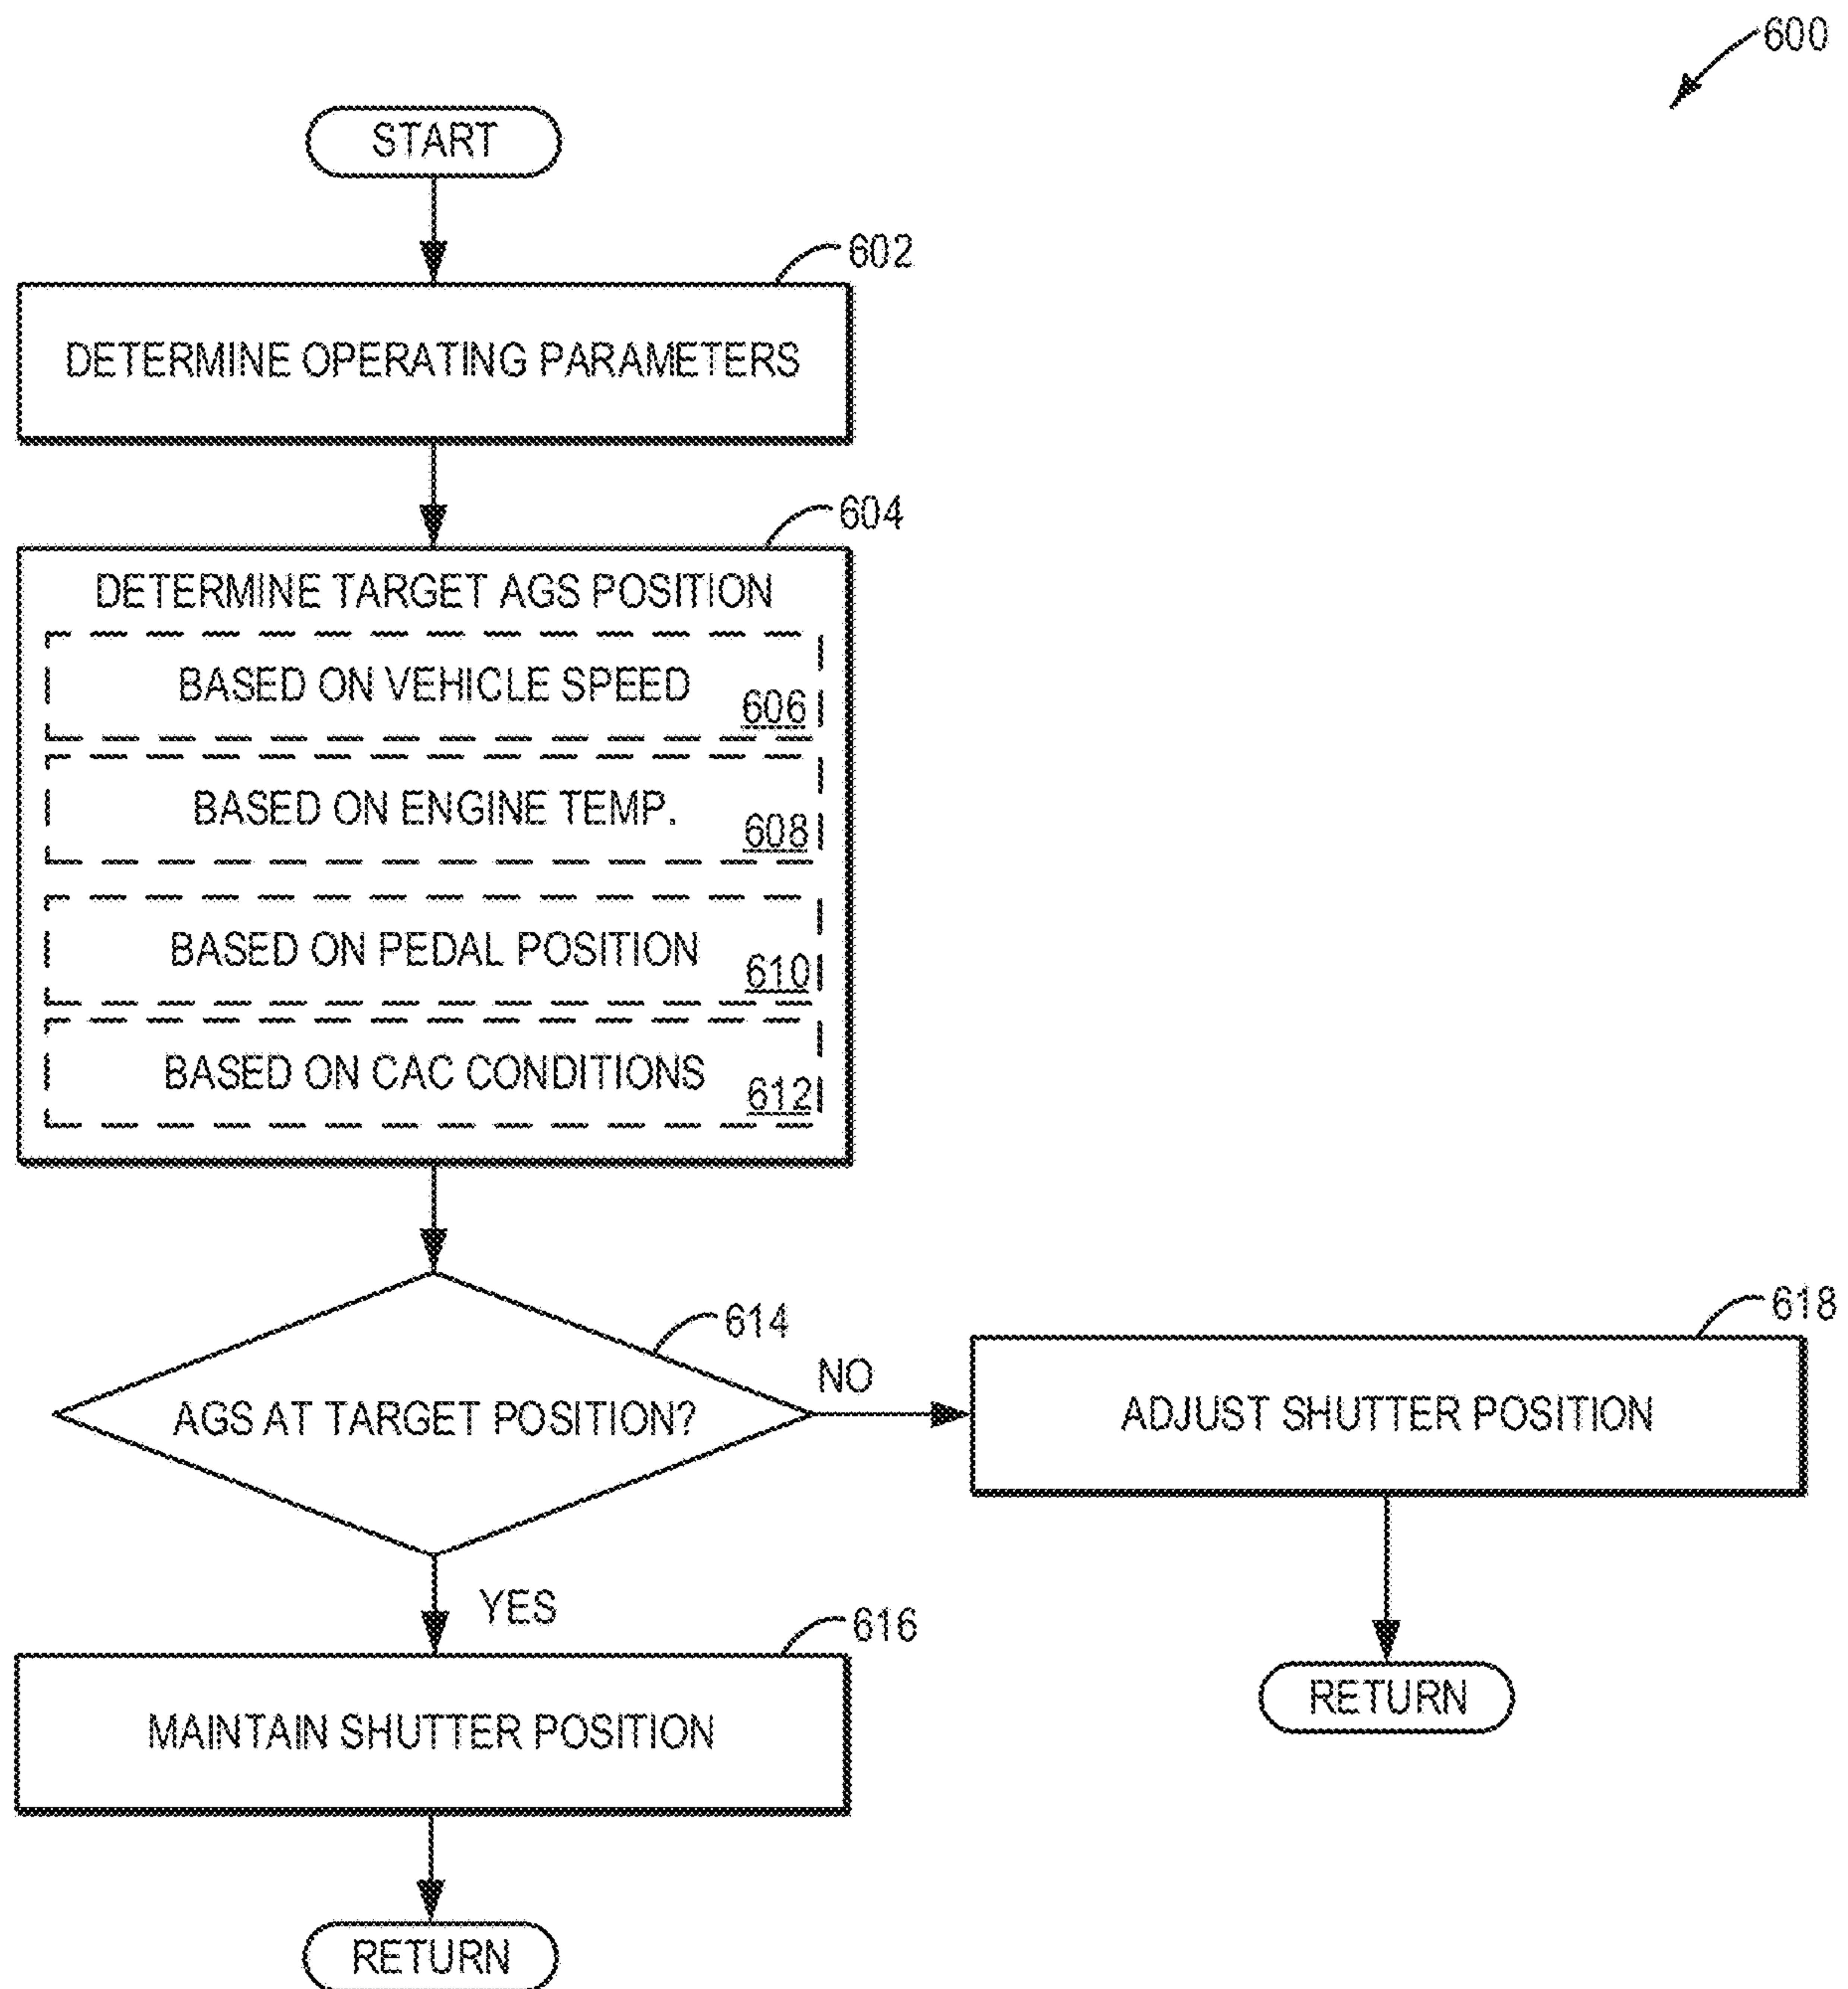 600
START
602
DETERMINE OPERATING PARAMETERS
604
DETERMINE TARGET AGS POSITION
BASED ON VEHICLE SPEED
606
BASED ON ENGINE TEMP.
608
BASED ON PEDAL POSITION
610
BASED ON CAC CONDITIONS
612
614
AGS AT TARGET POSITION?
NO
618
ADJUST SHUTTER POSITION
YES
616
MAINTAIN SHUTTER POSITION
RETURN
RETURN